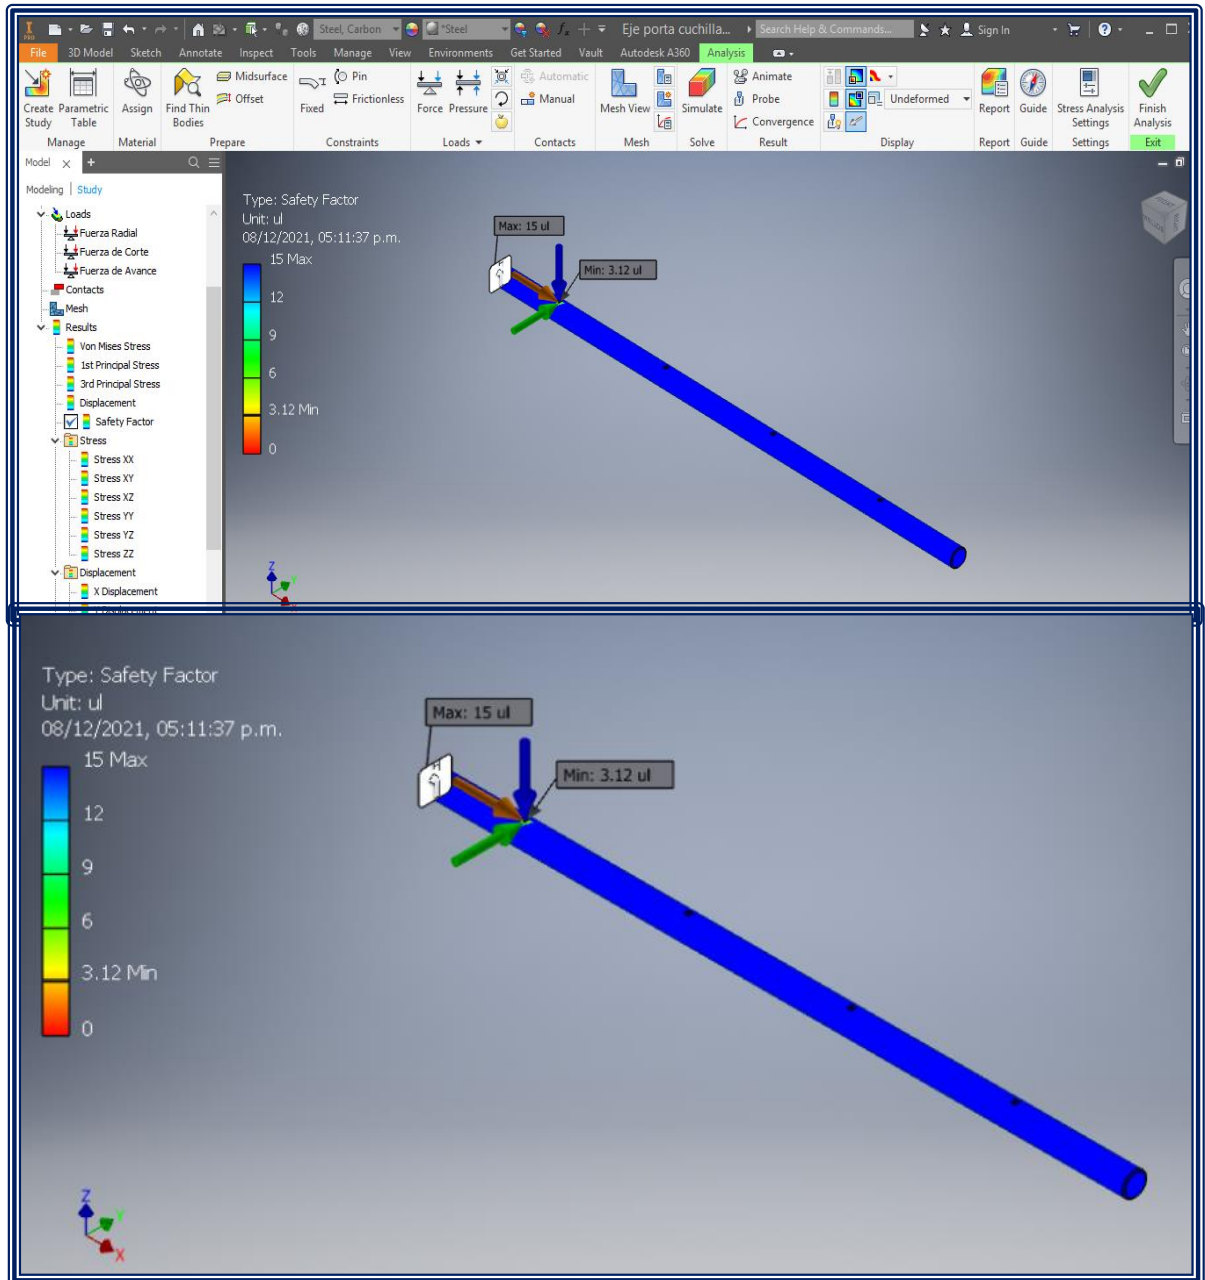 PRO
Steel, Carbon
*Steel
Eje porta cuchilla...
Search Help & Commands...
Sign In
File 3D Model Sketch Annotate Inspect Tools Manage View Environments Get Started Vault Autodesk A360 Analysis
Create Study
Parametric Table
Assign
Find Thin Bodies
Midsurface
Offset
Fixed
Pin
Frictionless
Force
Pressure
Automatic
Manual
Mesh View
Simulate
Animate
Probe
Convergence
Undeformed
Report
Guide
Stress Analysis Settings
Finish Analysis
Manage Material Prepare Constraints Loads Contacts Mesh Solve Result Display Report Guide Settings Exit
Model
Modeling Study
Loads
Fuerza Radial
Fuerza de Corte
Fuerza de Avance
Contacts
Mesh
Results
Von Mises Stress
1st Principal Stress
3rd Principal Stress
Displacement
Safety Factor
Stress
Stress XX
Stress XY
Stress XZ
Stress YY
Stress YZ
Stress ZZ
Displacement
X Displacement
Type: Safety Factor
Unit: ul
08/12/2021, 05:11:37 p.m.
15 Max
12
9
6
3.12 Min
0
Max: 15 ul
Min: 3.12 ul
Z
Type: Safety Factor
Unit: ul
08/12/2021, 05:11:37 p.m.
15 Max
12
9
6
3.12 Min
0
Max: 15 ul
Min: 3.12 ul
Z
Y
X